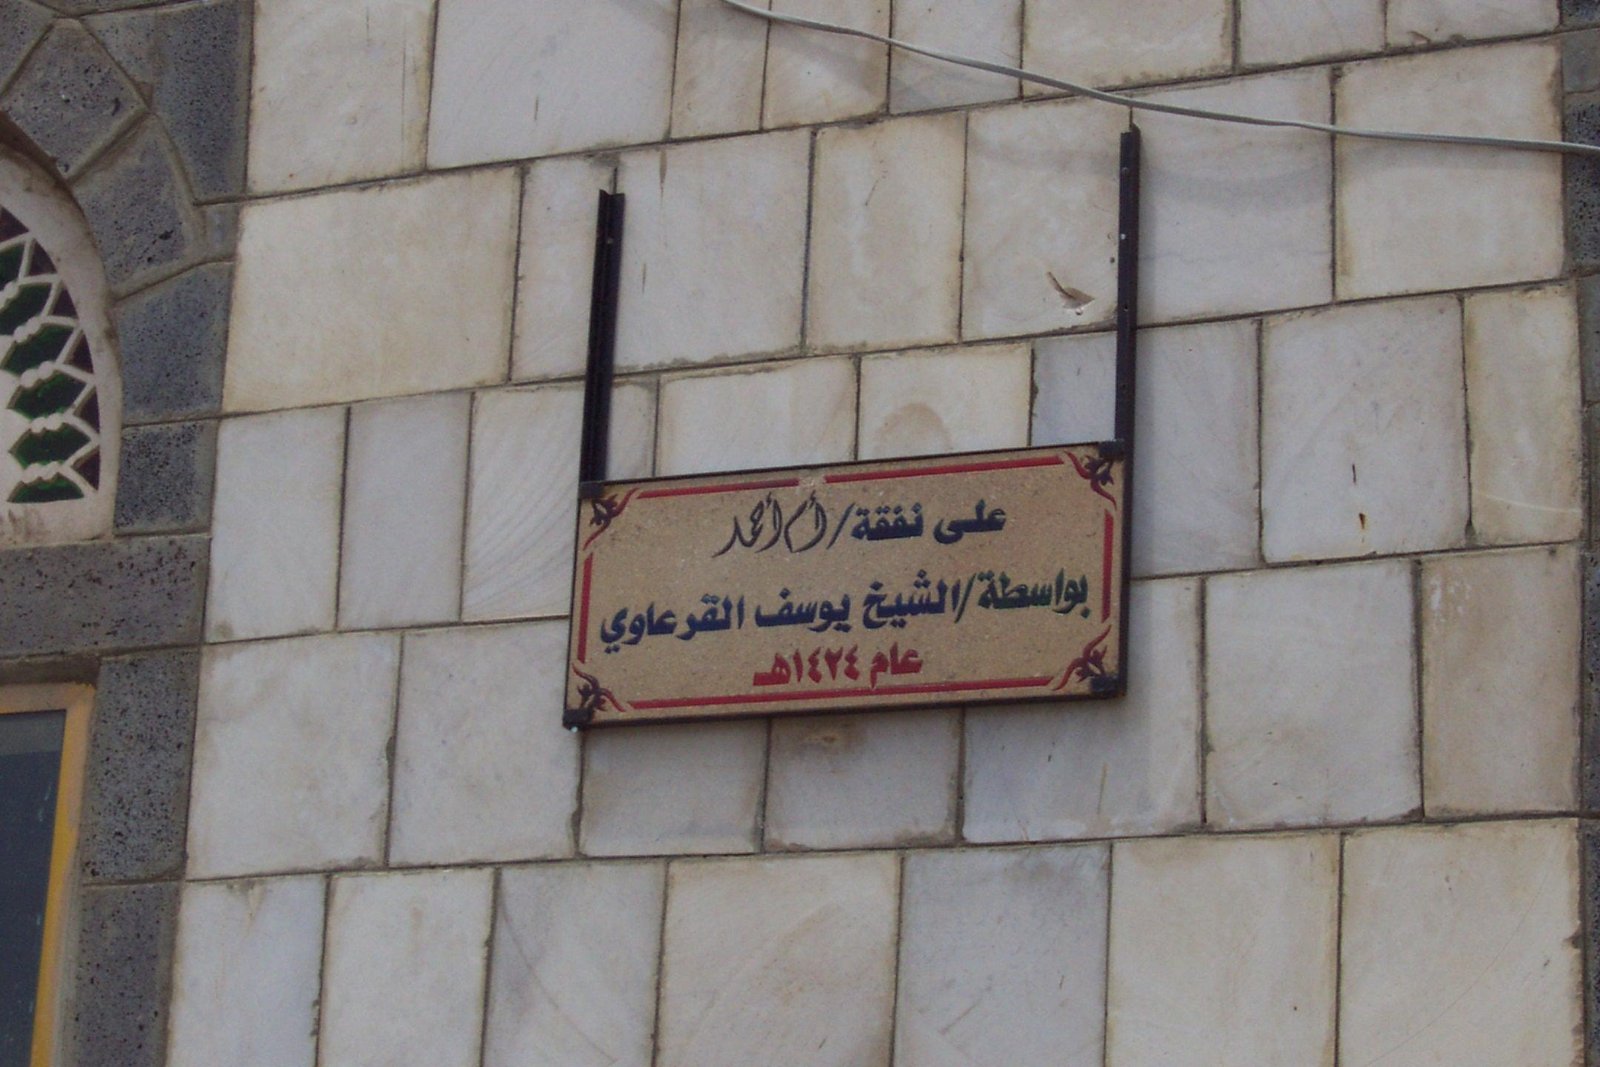 على نفقة/أم أحمد
بواسطة/الشيخ يوسف القرعاوي
عام ١٤٢٤هـ